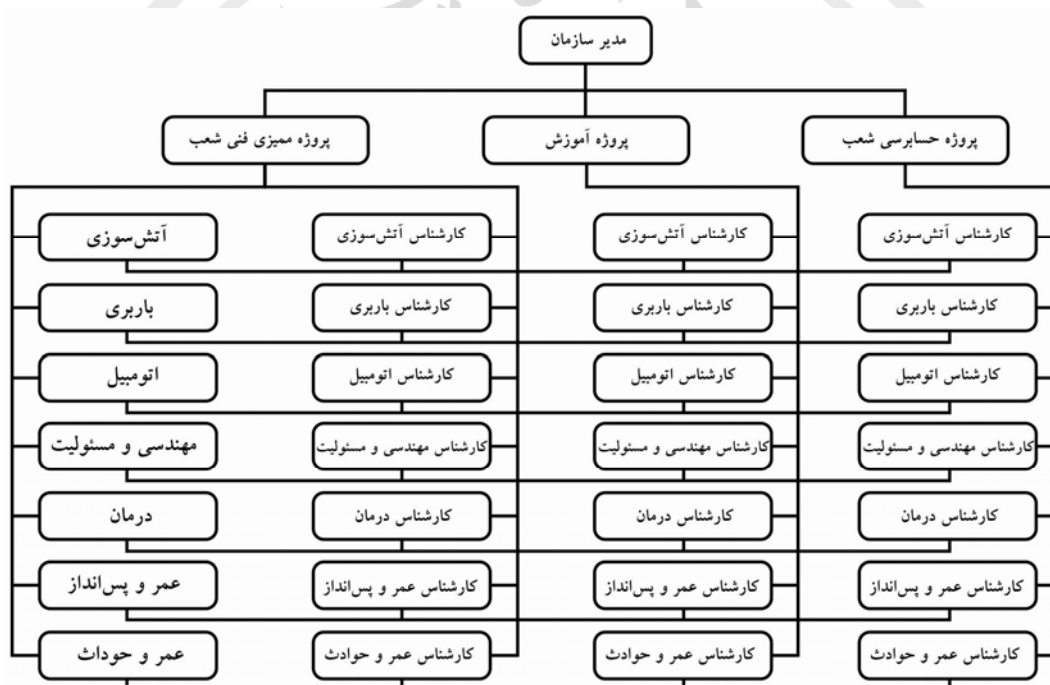 مدیر سازمان
پروژه حسابرسی شعب
پروژه آموزش
پروژه ممیزی فنی شعب
کارشناس آتش‌سوزی
کارشناس آتش‌سوزی
کارشناس آتش‌سوزی
آتش‌سوزی
کارشناس باربری
کارشناس باربری
کارشناس باربری
باربری
کارشناس اتومبیل
کارشناس اتومبیل
کارشناس اتومبیل
اتومبیل
کارشناس مهندسی و مسئولیت
کارشناس مهندسی و مسئولیت
کارشناس مهندسی و مسئولیت
مهندسی و مسئولیت
کارشناس درمان
کارشناس درمان
کارشناس درمان
درمان
کارشناس عمر و پس‌انداز
کارشناس عمر و پس‌انداز
کارشناس عمر و پس‌انداز
عمر و پس‌انداز
کارشناس عمر و حوادث
کارشناس عمر و حوادث
کارشناس عمر و حوادث
عمر و حوداث